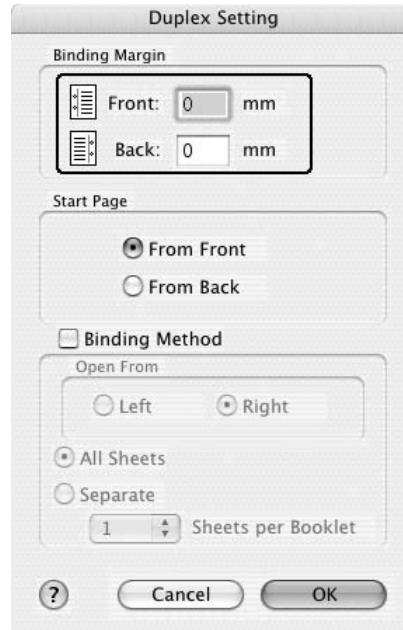 Duplex Setting
Binding Margin
Front: 0 mm
Back: 0 mm
Start Page
From Front
From Back
Binding Method
Open From
Left Right
All Sheets
Separate
1 Sheets per Booklet
? Cancel OK